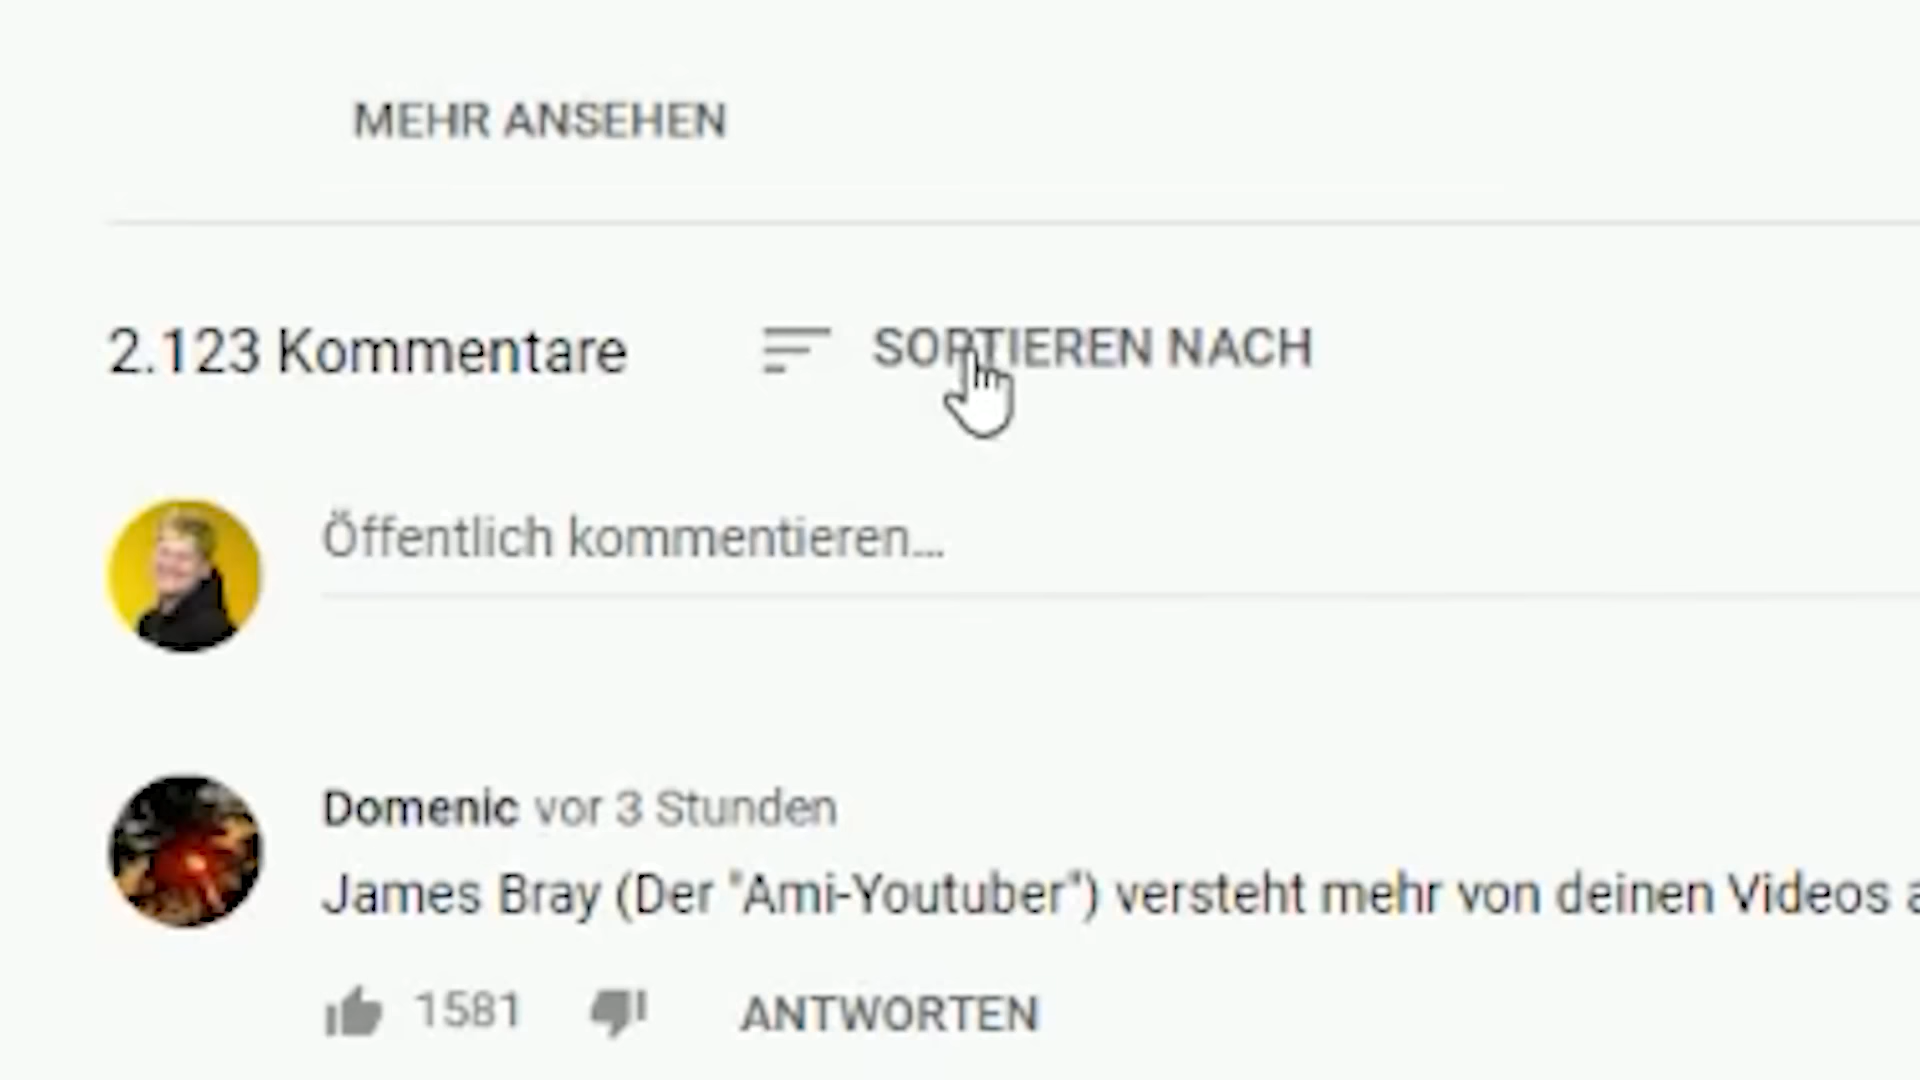 MEHR ANSEHEN
2.123 Kommentare SORTIEREN NACH
Öffentlich kommentieren...
Domenic vor 3 Stunden
James Bray (Der "Ami-Youtuber") versteht mehr von deinen Videos
1581 ANTWORTEN